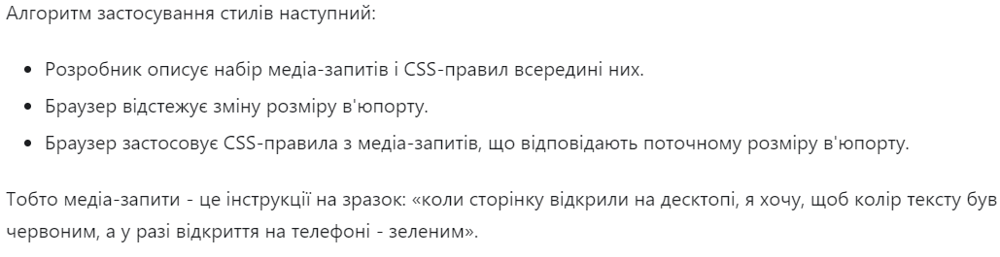 Алгоритм застосування стилів наступний:
• Розробник описує набір медіа-запитів і CSS-правил всередині них.
• Браузер відстежує зміну розміру в'юпорту.
• Браузер застосовує CSS-правила з медіа-запитів, що відповідають поточному розміру в'юпорту.
Тобто медіа-запити - це інструкції на зразок: «коли сторінку відкрили на десктопі, я хочу, щоб колір тексту був
червоним, а у разі відкриття на телефоні - зеленим».